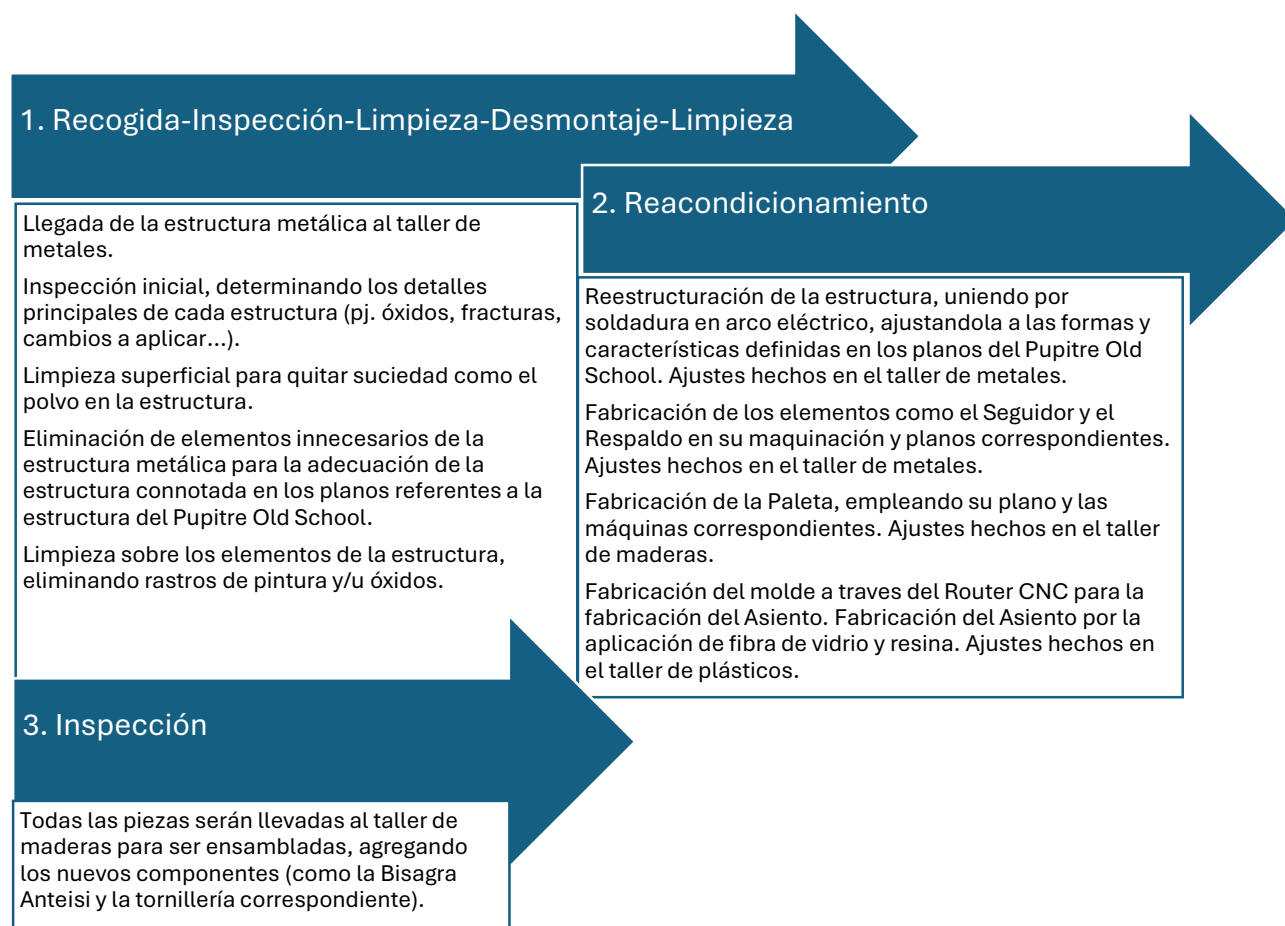 1. Recogida-Inspección-Limpieza-Desmontaje-Limpieza
Llegada de la estructura metálica al taller de
metales.
Inspección inicial, determinando los detalles
principales de cada estructura (pj. óxidos, fracturas,
cambios a aplicar...).
Limpieza superficial para quitar suciedad como el
polvo en la estructura.
Eliminación de elementos innecesarios de la
estructura metálica para la adecuación de la
estructura connotada en los planos referentes a la
estructura del Pupitre Old School.
Limpieza sobre los elementos de la estructura,
eliminando rastros de pintura y/u óxidos.
2. Reacondicionamiento
Reestructuración de la estructura, uniendo por
soldadura en arco eléctrico, ajustandola a las formas y
características definidas en los planos del Pupitre Old
School. Ajustes hechos en el taller de metales.
Fabricación de los elementos como el Seguidor y el
Respaldo en su maquinación y planos correspondientes.
Ajustes hechos en el taller de metales.
Fabricación de la Paleta, empleando su plano y las
máquinas correspondientes. Ajustes hechos en el taller
de maderas.
Fabricación del molde a traves del Router CNC para la
fabricación del Asiento. Fabricación del Asiento por la
aplicación de fibra de vidrio y resina. Ajustes hechos en
el taller de plásticos.
3. Inspección
Todas las piezas serán llevadas al taller de
maderas para ser ensambladas, agregando
los nuevos componentes (como la Bisagra
Anteisi y la tornillería correspondiente).